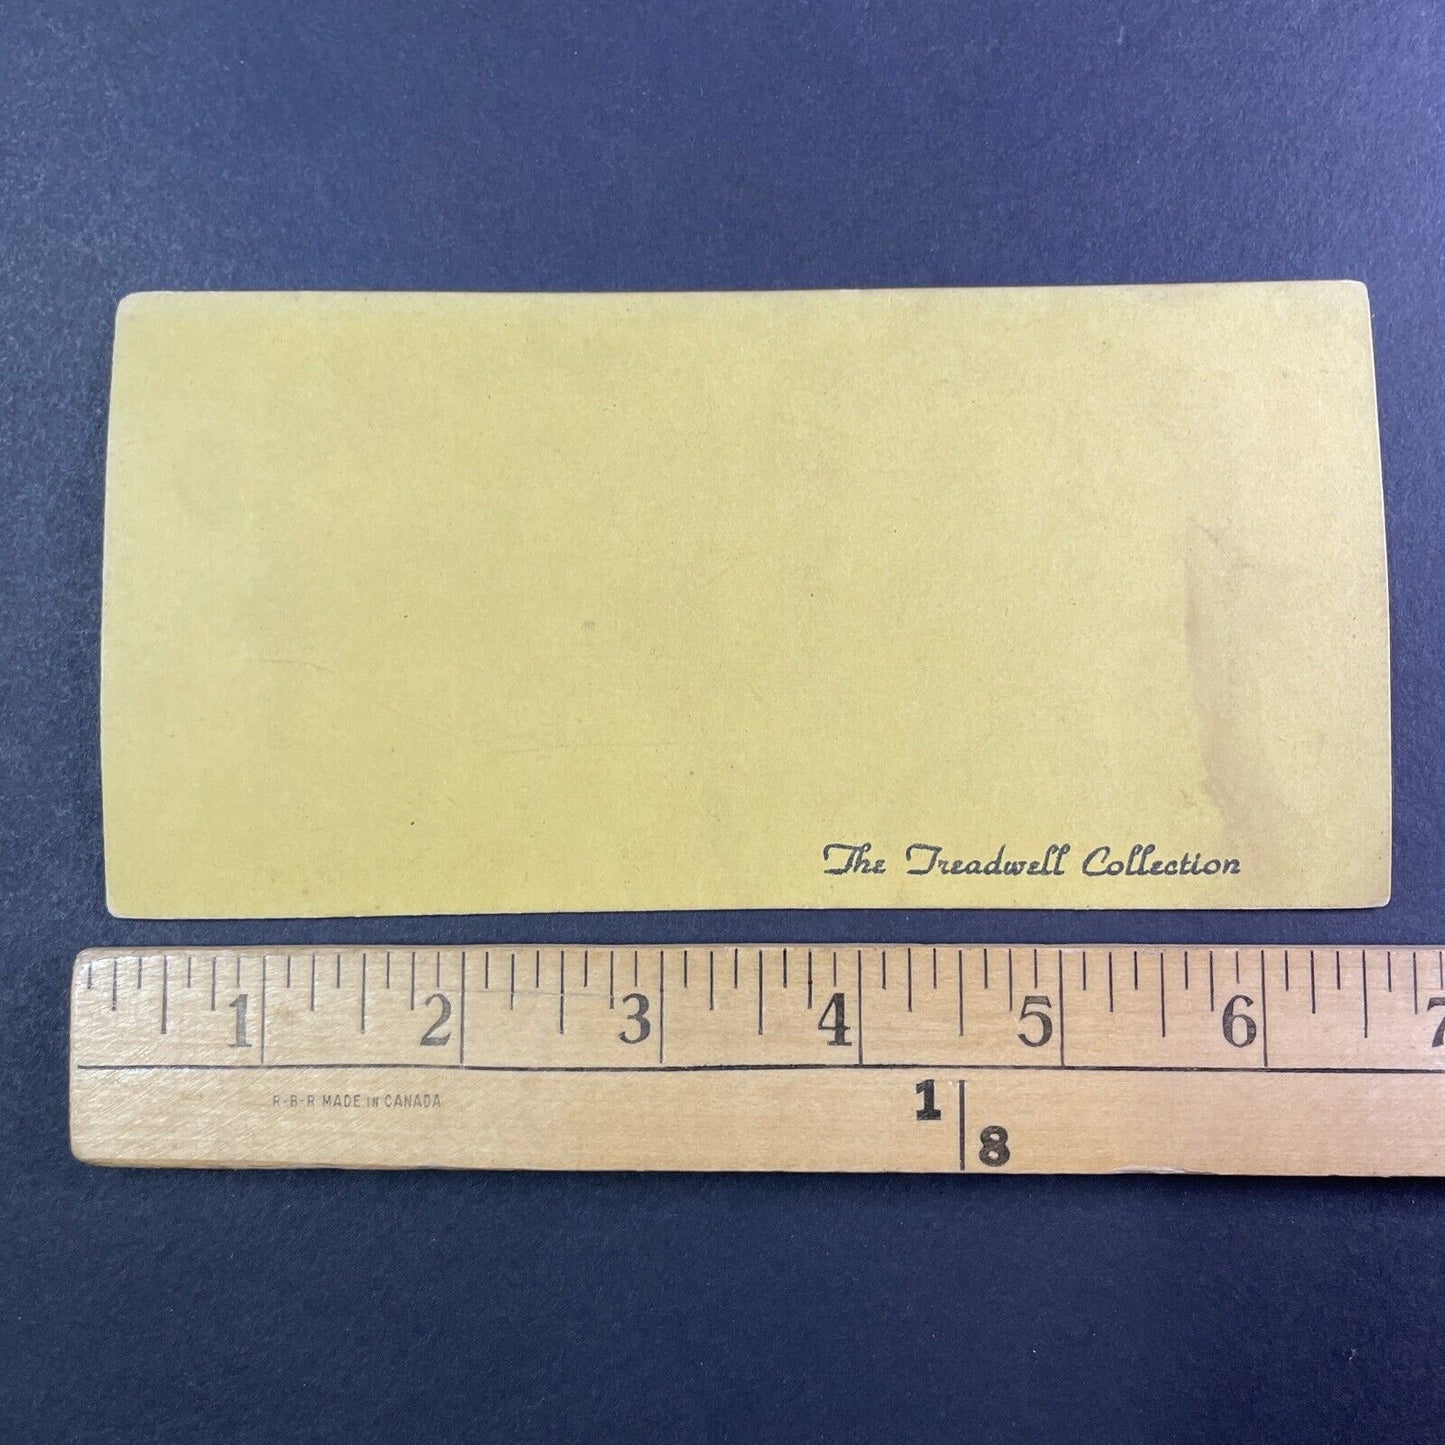 The Treadwell Collection
1 2 3 4 5 6 7
R-B-R MADE IN CANADA
1
8